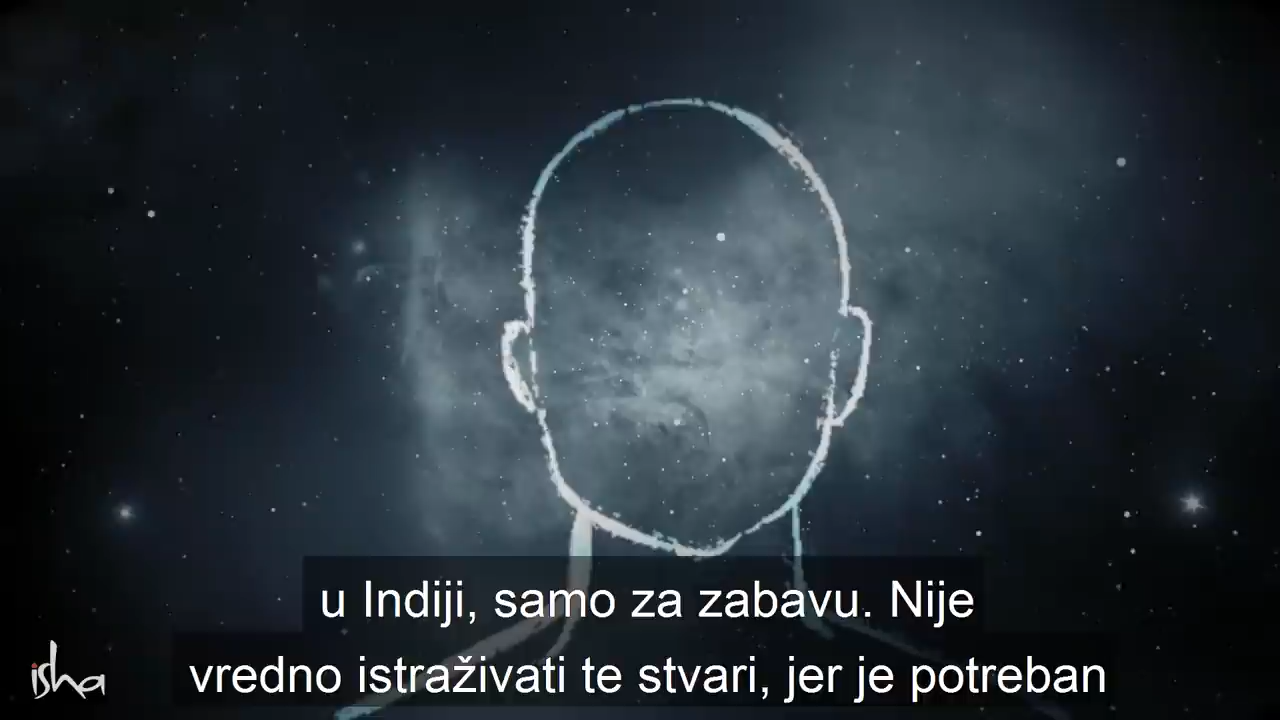 u Indiji, samo za zabavu. Nije
vredno istraživati te stvari, jer je potreban
isha